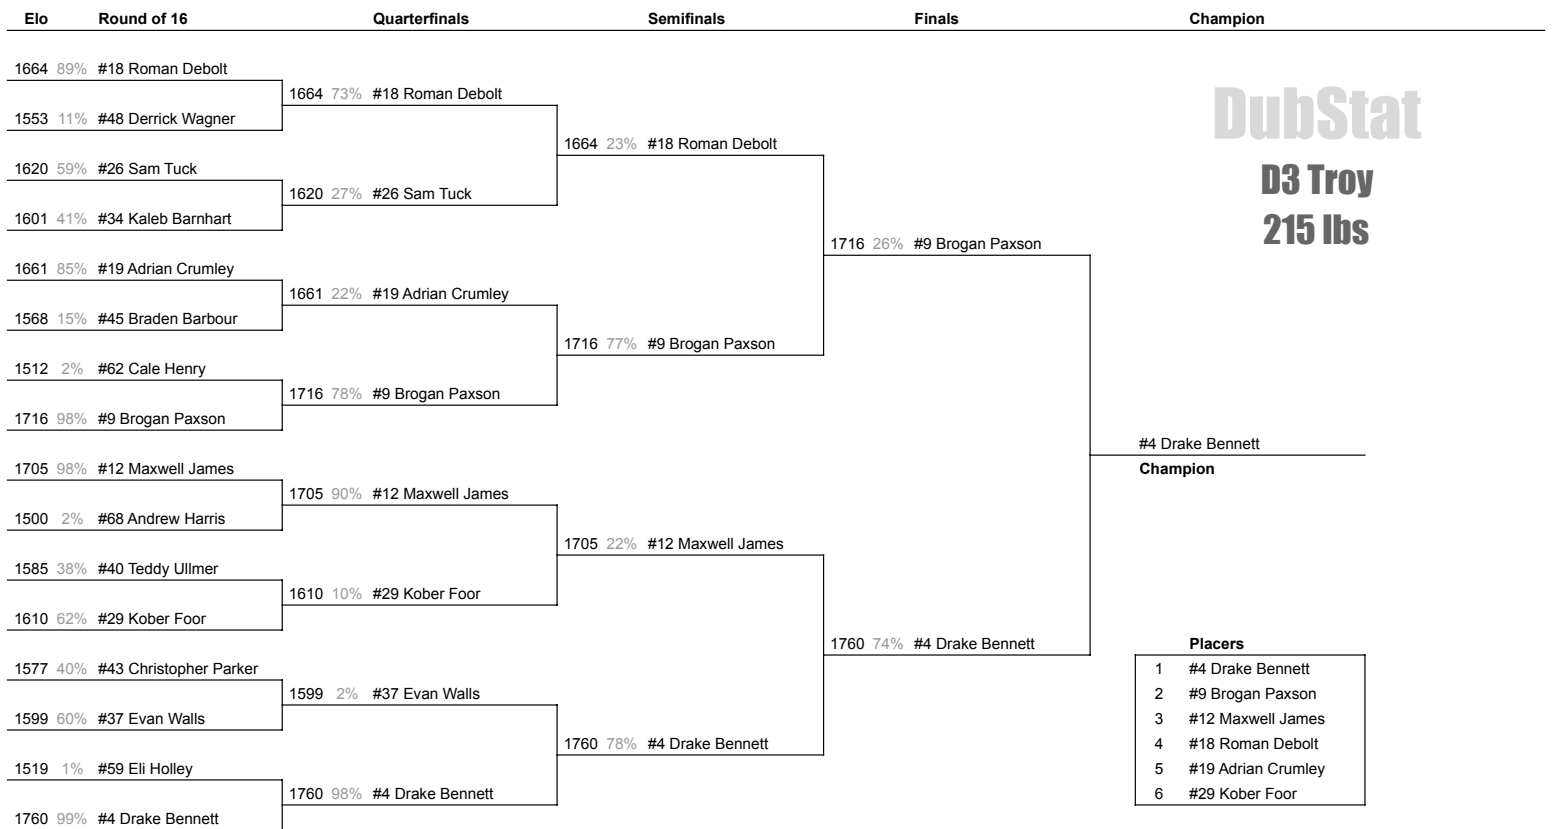 Elo Round of 16 Quarterfinals Semifinals Finals Champion
1664 89% #18 Roman Debolt
1664 73% #18 Roman Debolt
1553 11% #48 Derrick Wagner
1664 23% #18 Roman Debolt
1620 59% #26 Sam Tuck
1620 27% #26 Sam Tuck
1601 41% #34 Kaleb Barnhart
1716 26% #9 Brogan Paxson
1661 85% #19 Adrian Crumley
1661 22% #19 Adrian Crumley
1568 15% #45 Braden Barbour
1716 77% #9 Brogan Paxson
1512 2% #62 Cale Henry
1716 78% #9 Brogan Paxson
1716 98% #9 Brogan Paxson
#4 Drake Bennett
Champion
1705 98% #12 Maxwell James
1705 90% #12 Maxwell James
1500 2% #68 Andrew Harris
1705 22% #12 Maxwell James
1585 38% #40 Teddy Ullmer
1610 10% #29 Kober Foor
1610 62% #29 Kober Foor
1760 74% #4 Drake Bennett
1577 40% #43 Christopher Parker
1599 2% #37 Evan Walls
1599 60% #37 Evan Walls
1760 78% #4 Drake Bennett
1519 1% #59 Eli Holley
1760 98% #4 Drake Bennett
1760 99% #4 Drake Bennett
DubStat
D3 Troy
215 lbs
Placers
1 #4 Drake Bennett
2 #9 Brogan Paxson
3 #12 Maxwell James
4 #18 Roman Debolt
5 #19 Adrian Crumley
6 #29 Kober Foor